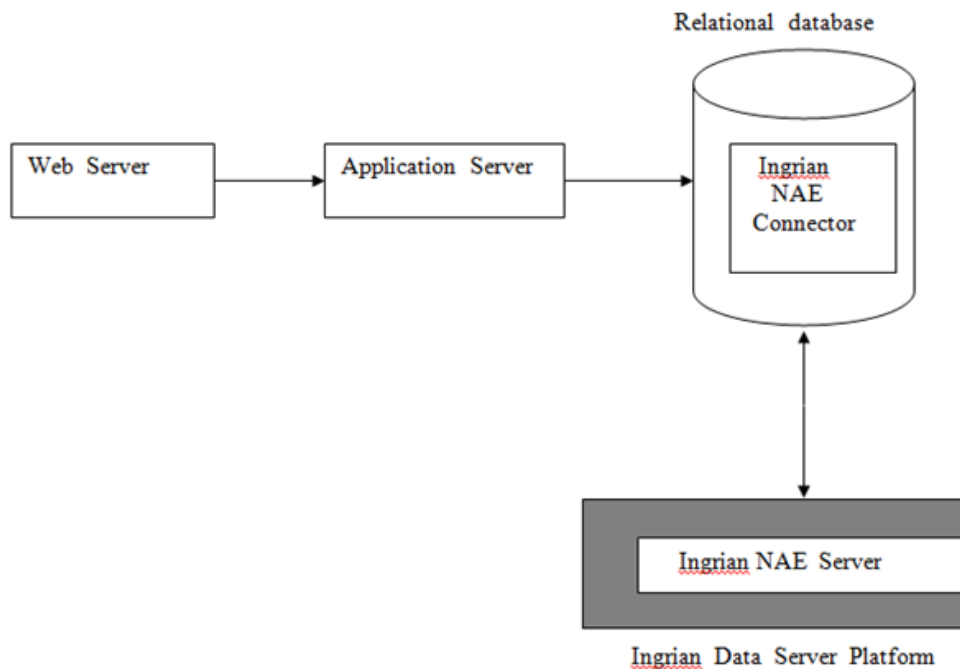 Relational database
Web Server
Application Server
Ingrian
NAE
Connector
Ingrian NAE Server
Ingrian Data Server Platform